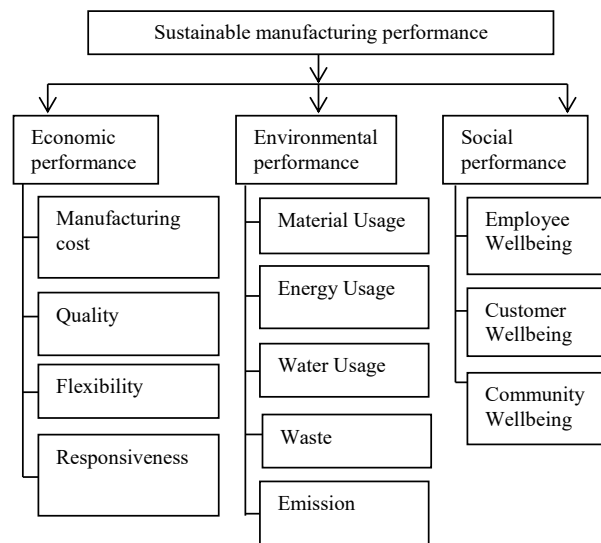 Sustainable manufacturing performance
Economic
performance
Manufacturing
cost
Quality
Flexibility
Responsiveness
Environmental
performance
Material Usage
Energy Usage
Water Usage
Waste
Emission
Social
performance
Employee
Wellbeing
Customer
Wellbeing
Community
Wellbeing